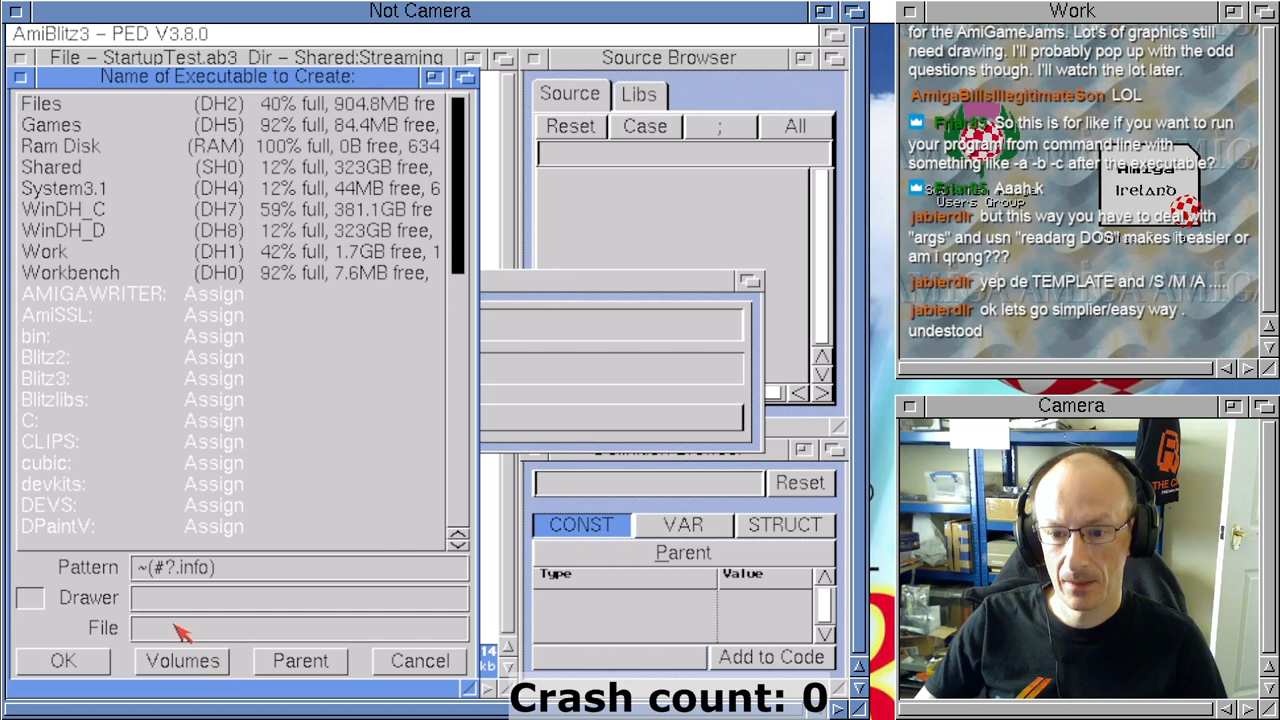 Not Camera
AmiBlitz3 – PED V3.8.0
File – StartupTest.ab3 Dir – Shared:Streaming
Name of Executable to Create:
Files (DH2) 40% full, 904.8MB fre
Games (DH5) 92% full, 84.4MB free,
Ram Disk (RAM) 100% full, 0B free, 634
Shared (SH0) 12% full, 323GB free,
System3.1 (DH4) 12% full, 44MB free, 6
WinDH_C (DH7) 59% full, 381.1GB fre
WinDH_D (DH8) 12% full, 323GB free,
Work (DH1) 42% full, 1.7GB free, 1
Workbench (DH0) 92% full, 7.6MB free,
AMIGAWRITER: Assign
AmiSSL: Assign
bin: Assign
Blitz2: Assign
Blitz3: Assign
Blitzlibs: Assign
C: Assign
CLIPS: Assign
cubic: Assign
devkits: Assign
DEVS: Assign
DPaintV: Assign
Pattern ~(#?.info)
Drawer
File
OK Volumes Parent Cancel
Source Browser
Source Libs
Reset Case ; All
Reset
CONST VAR STRUCT
Parent
Type Value
Add to Code
14
kb
Crash count: 0
Work
for the AmiGameJams. Lot's of graphics still
need drawing. I'll probably pop up with the odd
questions though. I'll watch the lot later.
AmigaBillsIllegitimateSon LOL
So this is for like if you want to run
your program from command line with
something like -a -b -c after the executable?
Aaah k
jabierdlr but this way you have to deal with
"args" and usn "readarg DOS" makes it easier or
am i qrong???
jabierdlr yep de TEMPLATE and /S /M /A ....
jabierdlr ok lets go simplier/easy way .
undestood
Amiga
Ireland
Users Group
Camera
THE CA